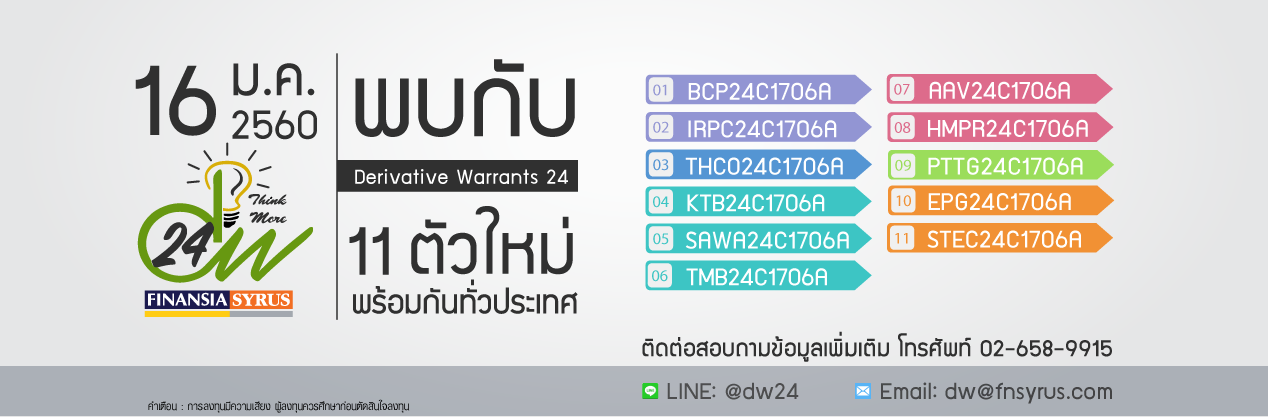 16 ม.ค.
2560
Think
More
24
dw
FINANSIA SYRUS
พบกับ
Derivative Warrants 24
11 ตัวใหม่
พร้อมกันทั่วประเทศ
01 BCP24C1706A
02 IRPC24C1706A
03 THCO24C1706A
04 KTB24C1706A
05 SAWA24C1706A
06 TMB24C1706A
07 AAV24C1706A
08 HMPR24C1706A
09 PTTG24C1706A
10 EPG24C1706A
11 STEC24C1706A
ติดต่อสอบถามข้อมูลเพิ่มเติม โทรศัพท์ 02-658-9915
LINE: @dw24 Email: dw@fnsyrus.com
คำเตือน : การลงทุนมีความเสี่ยง ผู้ลงทุนควรศึกษาก่อนตัดสินใจลงทุน